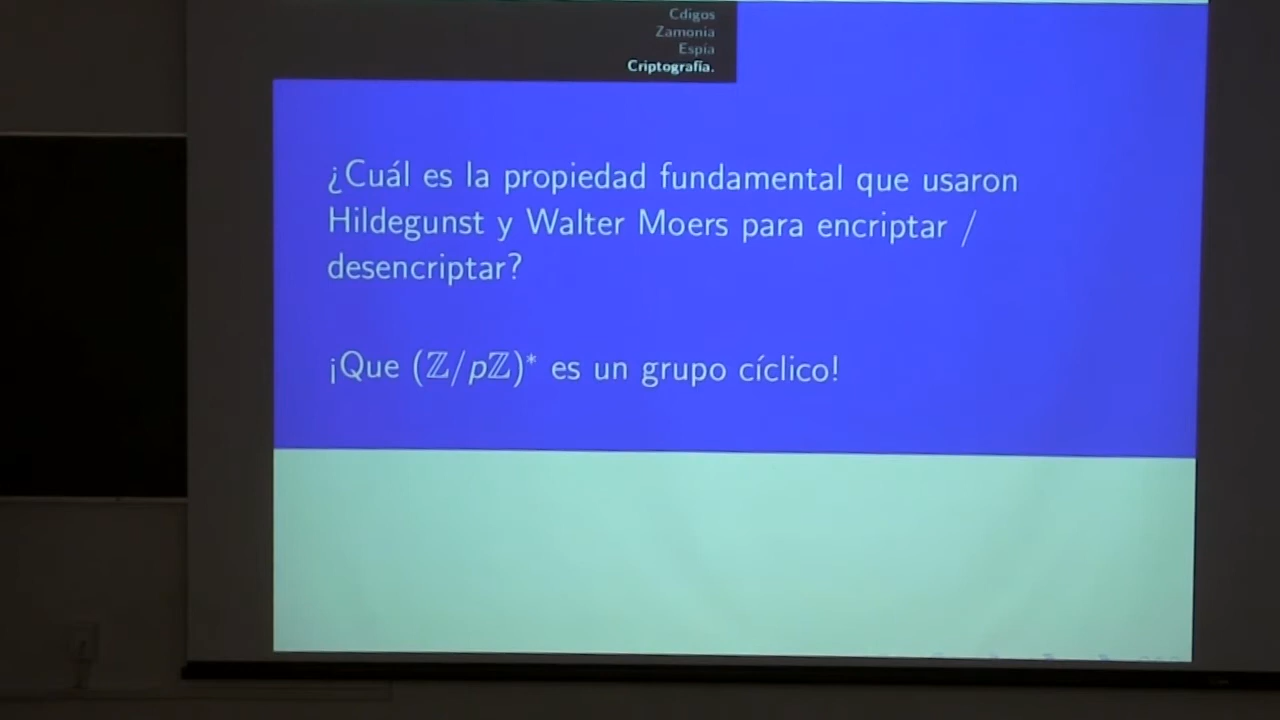 Cdigos
Zamonia
Espia
Criptografía.
¿Cuál es la propiedad fundamental que usaron
Hildegunst y Walter Moers para encriptar /
desencriptar?
¡Que (ℤ/pℤ)* es un grupo cíclico!